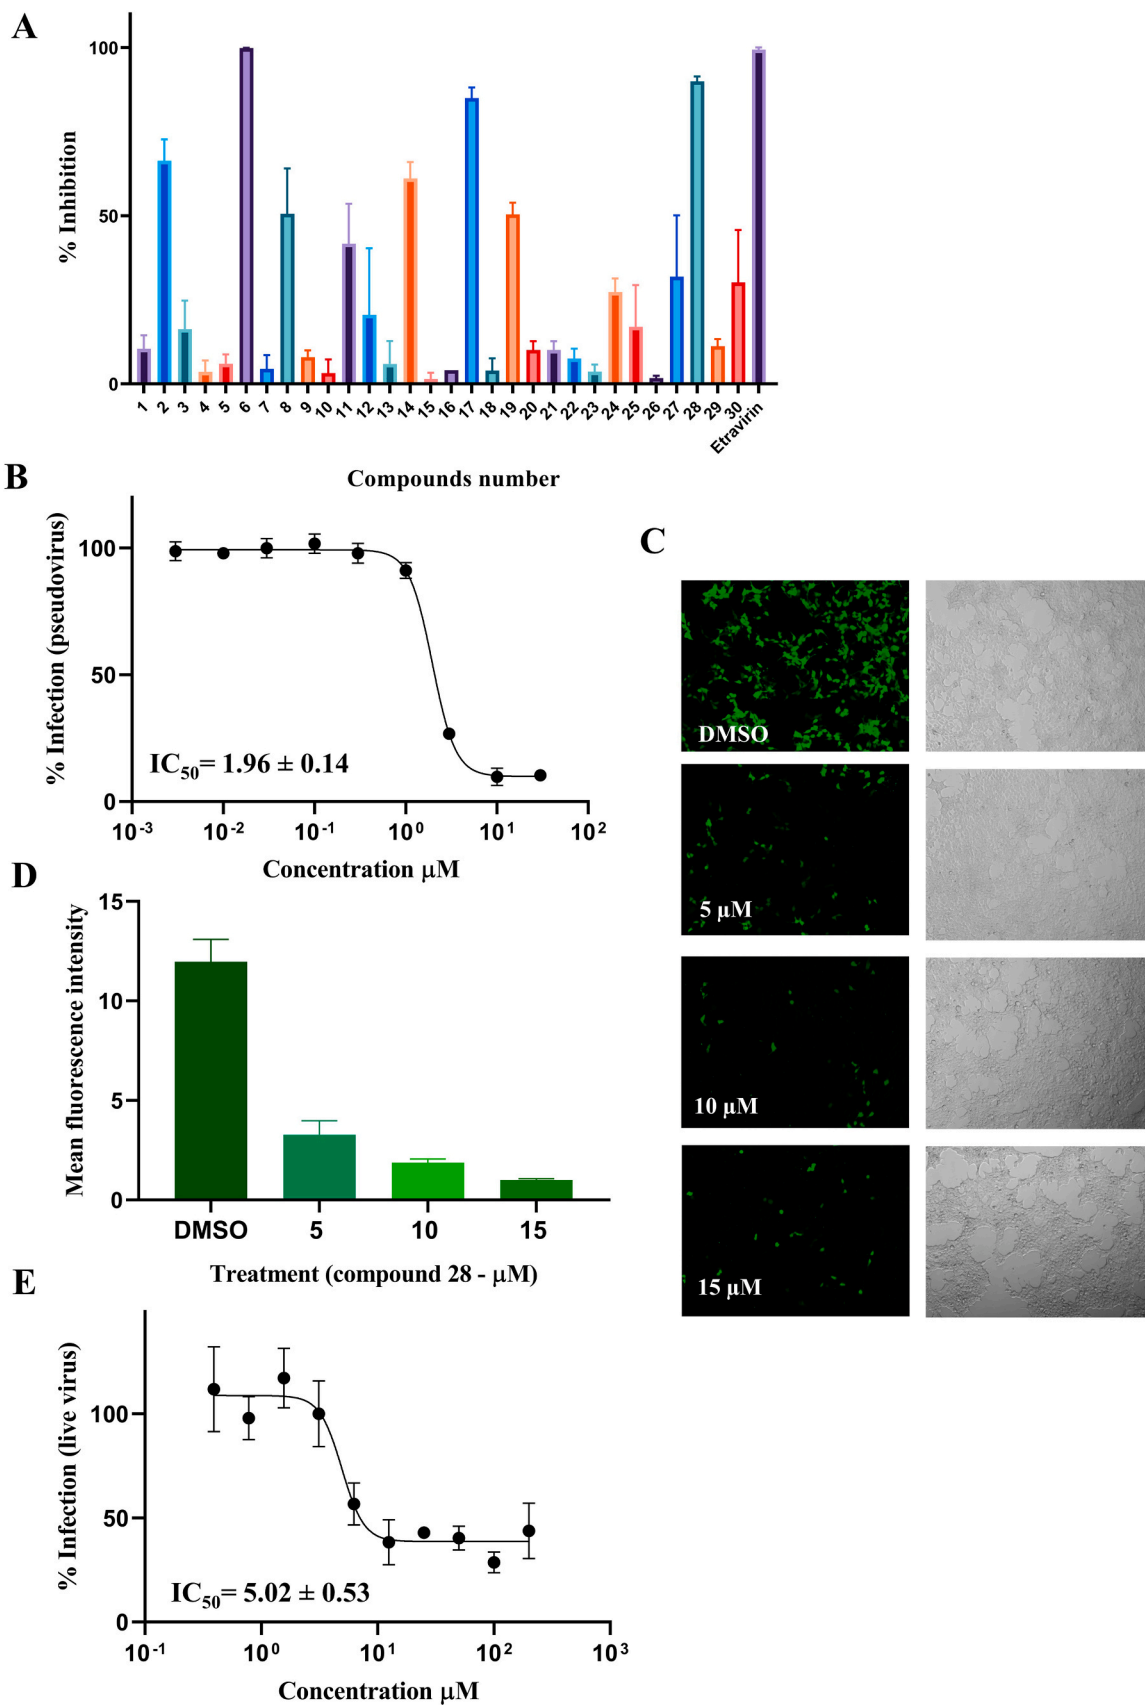 A
100
50
0
% Inhibition
1 2 3 4 5 6 7 8 9 10 11 12 13 14 15 16 17 18 19 20 21 22 23 24 25 26 27 28 29 30 Etravirin
Compounds number
B
% Infection (pseudovirus)
100
50
0
IC50= 1.96 ± 0.14
10-3 10-2 10-1 100 101 102
Concentration µM
C
DMSO
5 µM
10 µM
15 µM
D
Mean fluorescence intensity
15
10
5
0
DMSO 5 10 15
Treatment (compound 28 - µM)
E
% Infection (live virus)
100
50
0
IC50= 5.02 ± 0.53
10-1 100 101 102 103
Concentration µM